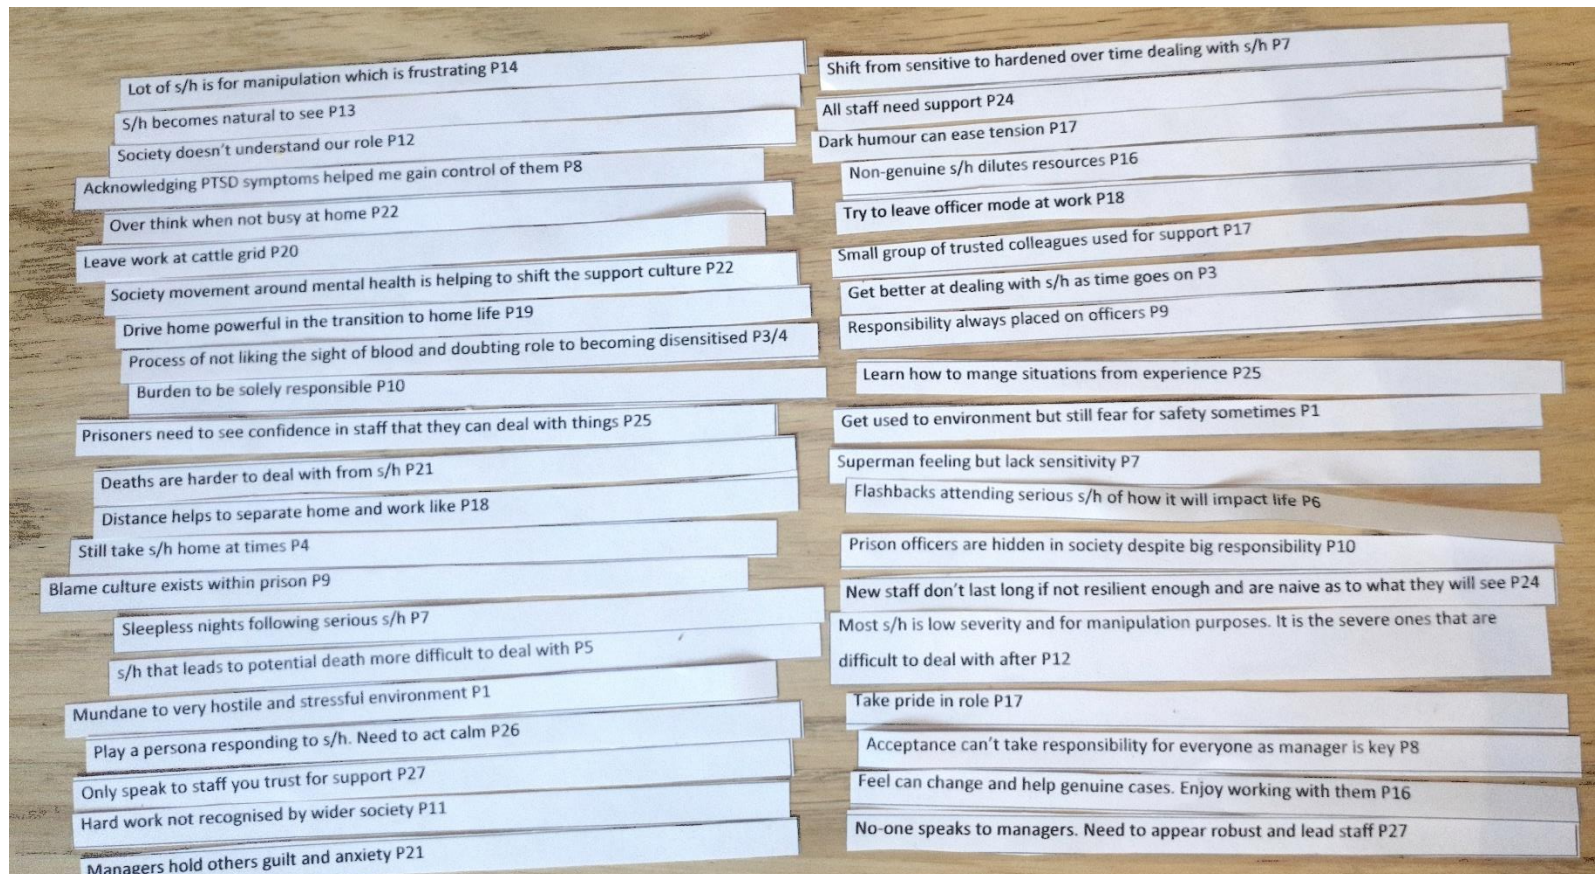 Lot of s/h is for manipulation which is frustrating P14
S/h becomes natural to see P13
Society doesn't understand our role P12
Acknowledging PTSD symptoms helped me gain control of them P8
Over think when not busy at home P22
Leave work at cattle grid P20
Society movement around mental health is helping to shift the support culture P22
Drive home powerful in the transition to home life P19
Process of not liking the sight of blood and doubting role to becoming disensitised P3/4
Burden to be solely responsible P10
Prisoners need to see confidence in staff that they can deal with things P25
Deaths are harder to deal with from s/h P21
Distance helps to separate home and work like P18
Still take s/h home at times P4
Blame culture exists within prison P9
Sleepless nights following serious s/h P7
s/h that leads to potential death more difficult to deal with P5
Mundane to very hostile and stressful environment P1
Play a persona responding to s/h. Need to act calm P26
Only speak to staff you trust for support P27
Hard work not recognised by wider society P11
Managers hold others guilt and anxiety P21
Shift from sensitive to hardened over time dealing with s/h P7
All staff need support P24
Dark humour can ease tension P17
Non-genuine s/h dilutes resources P16
Try to leave officer mode at work P18
Small group of trusted colleagues used for support P17
Get better at dealing with s/h as time goes on P3
Responsibility always placed on officers P9
Learn how to mange situations from experience P25
Get used to environment but still fear for safety sometimes P1
Superman feeling but lack sensitivity P7
Flashbacks attending serious s/h of how it will impact life P6
Prison officers are hidden in society despite big responsibility P10
New staff don't last long if not resilient enough and are naive as to what they will see P24
Most s/h is low severity and for manipulation purposes. It is the severe ones that are
difficult to deal with after P12
Take pride in role P17
Acceptance can't take responsibility for everyone as manager is key P8
Feel can change and help genuine cases. Enjoy working with them P16
No-one speaks to managers. Need to appear robust and lead staff P27